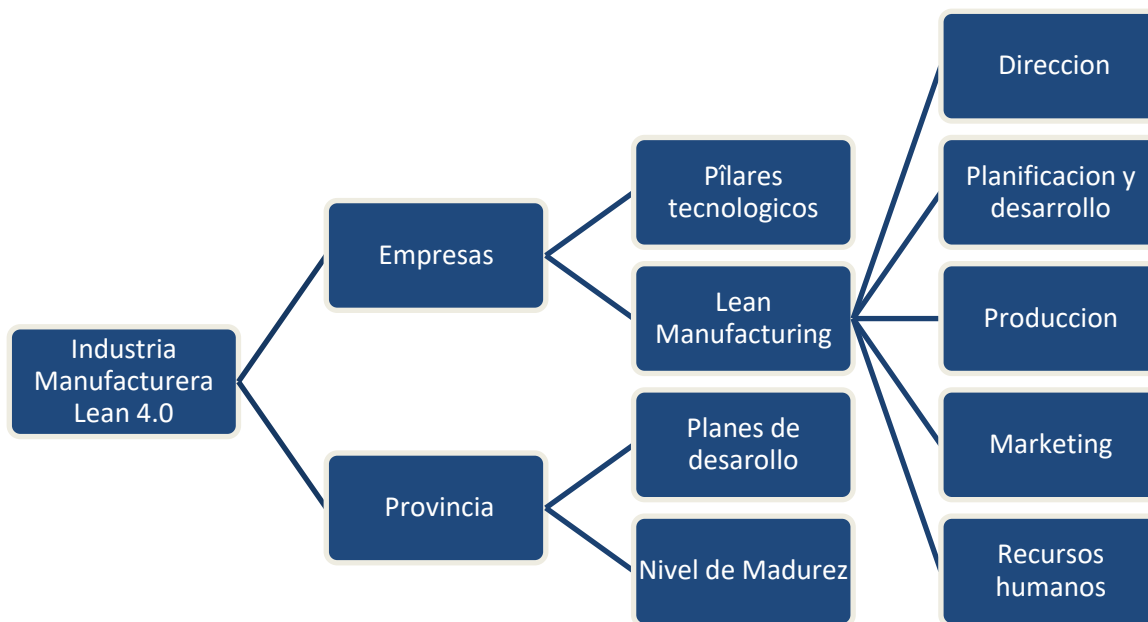 Industria
Manufacturera
Lean 4.0
Empresas
Provincia
Pîlares
tecnologicos
Lean
Manufacturing
Planes de
desarollo
Nivel de Madurez
Direccion
Planificacion y
desarrollo
Produccion
Marketing
Recursos
humanos